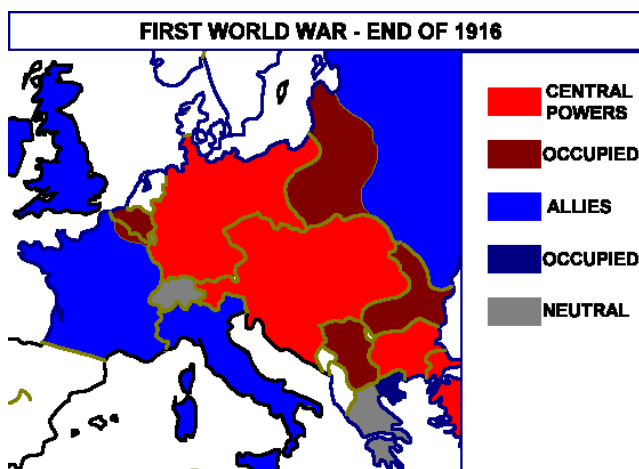 FIRST WORLD WAR - END OF 1916
CENTRAL
POWERS
OCCUPIED
ALLIES
OCCUPIED
NEUTRAL